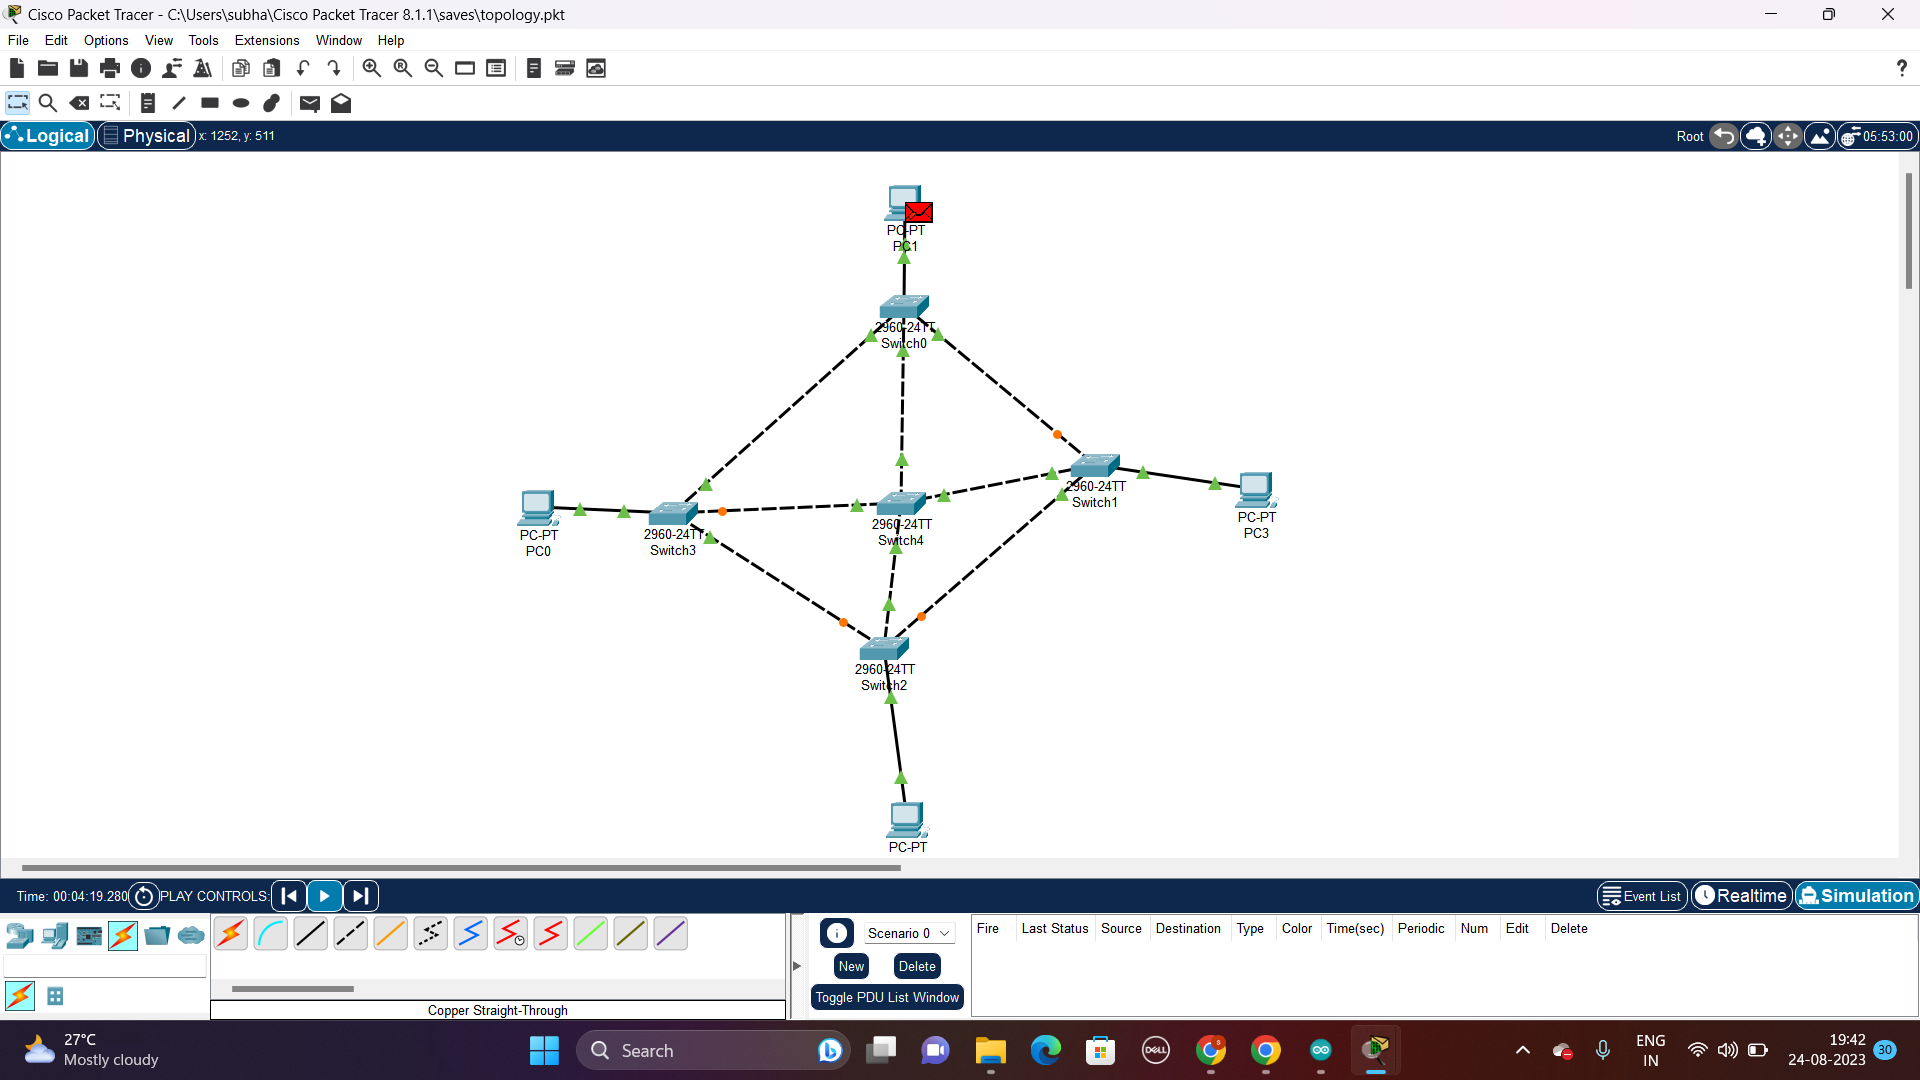 Cisco Packet Tracer - C:\Users\subha\Cisco Packet Tracer 8.1.1\saves\topology.pkt
File Edit Options View Tools Extensions Window Help
?
Logical Physical x: 1252, y: 511 Root 05:53:00
PC-PT
PC1
2960-24TT
Switch0
2960-24TT
Switch1
PC-PT
PC3
PC-PT
PC0
2960-24TT
Switch3
2960-24TT
Switch4
2960-24TT
Switch2
PC-PT
Time: 00:04:19.280 PLAY CONTROLS: Event List Realtime Simulation
Scenario 0
New Delete
Toggle PDU List Window
Fire Last Status Source Destination Type Color Time(sec) Periodic Num Edit Delete
Copper Straight-Through
27°C
Mostly cloudy
Search
DELL
ENG
IN
19:42
24-08-2023
30